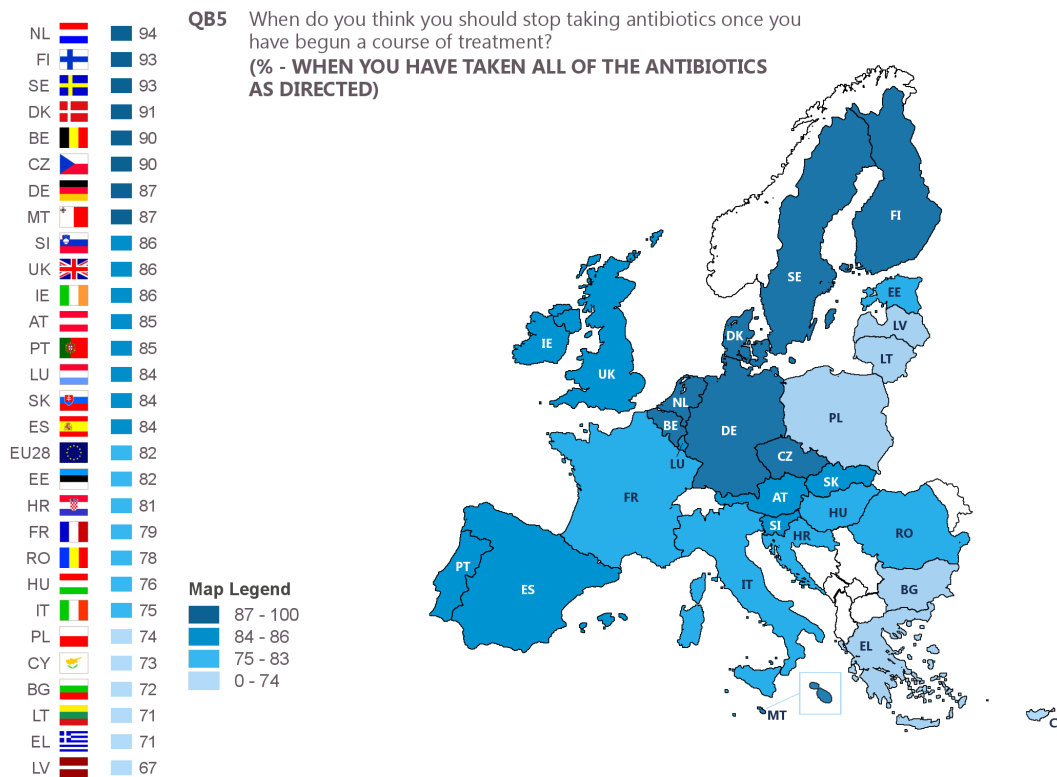 QB5 When do you think you should stop taking antibiotics once you
have begun a course of treatment?
(% - WHEN YOU HAVE TAKEN ALL OF THE ANTIBIOTICS
AS DIRECTED)
NL 94
FI 93
SE 93
DK 91
BE 90
CZ 90
DE 87
MT 87
SI 86
UK 86
IE 86
AT 85
PT 85
LU 84
SK 84
ES 84
EU28 82
EE 82
HR 81
FR 79
RO 78
HU 76
IT 75
PL 74
CY 73
BG 72
LT 71
EL 71
LV 67
Map Legend
87 - 100
84 - 86
75 - 83
0 - 74
FI
SE
EE
LV
DK
LT
IE
UK
NL
PL
BE
DE
CZ
LU
SK
FR
AT
HU
SI
HR
RO
PT
IT
ES
BG
EL
MT
C